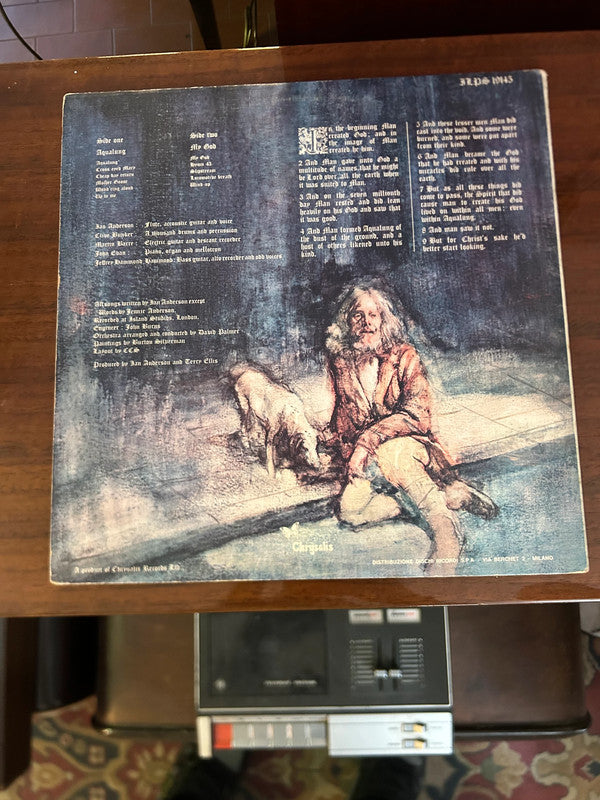 ILPS 19145
Side one
Aqualung
Aqualung
Cross eyed Mary
Cheap day return
Mother Goose
Wond'ring aloud
Up to me
Side two
My God
My God
Hymn 43
Slipstream
Locomotive breath
Wind up
Ian Anderson : Flute, accoustic guitar and voice
Clive Bunker : A thousand drums and percussion
Martin Barre : Electric guitar and descant recorder
John Evan : Piano, organ and mellotron
Jeffrey Hammond-Hammond: Bass guitar, alto recorder and odd voices
All songs written by Ian Anderson except
Words by Jennie Anderson.
Recorded at Island Studios, London.
Engineer : John Burns
Orchestra arranged and conducted by David Palmer
Paintings by Burton Silverman
Layout by CCS
Produced by Ian Anderson and Terry Ellis
In the beginning Man
created God; and in
the image of Man
created he him.
2 And Man gave unto God a
multitude of names, that he might
be Lord over all the earth when
it was suited to Man.
3 And on the seven millionth
day Man rested and did lean
heavily on his God and saw that
it was good.
4 And Man formed Aqualung of
the dust of the ground, and a
host of others likened unto his
kind.
5 And these lesser men Man did
cast into the void. And some were
burned; and some were put apart
from their kind.
6 And Man became the God
that he had created and with his
miracles did rule over all the
earth.
7 But as all these things did
come to pass, the Spirit that did
cause man to create his God
lived on within all men : even
within Aqualung.
8 And man saw it not.
9 But for Christ's sake he'd
better start looking.
Chrysalis
A product of Chrysalis Records Ltd
DISTRIBUZIONE DISCHI RICORDI S.P.A. - VIA BERCHET 2 - MILANO